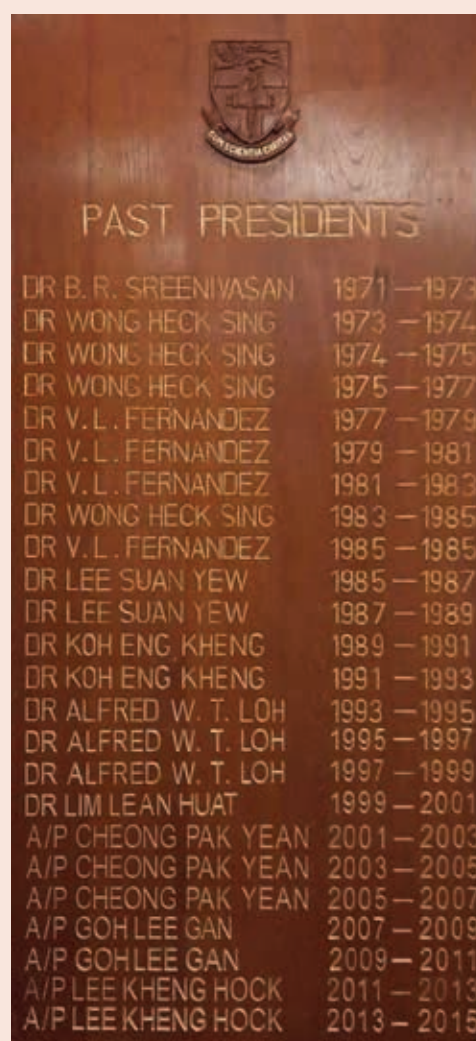 CUM SCIENTIA CARITAS
PAST PRESIDENTS
DR B. R. SREENIVASAN 1971 — 1973
DR WONG HECK SING 1973 — 1974
DR WONG HECK SING 1974 — 1975
DR WONG HECK SING 1975 — 1977
DR V. L. FERNANDEZ 1977 — 1979
DR V. L. FERNANDEZ 1979 — 1981
DR V. L. FERNANDEZ 1981 — 1983
DR WONG HECK SING 1983 — 1985
DR V. L. FERNANDEZ 1985 — 1985
DR LEE SUAN YEW 1985 — 1987
DR LEE SUAN YEW 1987 — 1989
DR KOH ENG KHENG 1989 — 1991
DR KOH ENG KHENG 1991 — 1993
DR ALFRED W. T. LOH 1993 — 1995
DR ALFRED W. T. LOH 1995 — 1997
DR ALFRED W. T. LOH 1997 — 1999
DR LIM LEAN HUAT 1999 — 2001
A/P CHEONG PAK YEAN 2001 — 2003
A/P CHEONG PAK YEAN 2003 — 2005
A/P CHEONG PAK YEAN 2005 — 2007
A/P GOH LEE GAN 2007 — 2009
A/P GOH LEE GAN 2009 — 2011
A/P LEE KHENG HOCK 2011 — 2013
A/P LEE KHENG HOCK 2013 — 2015